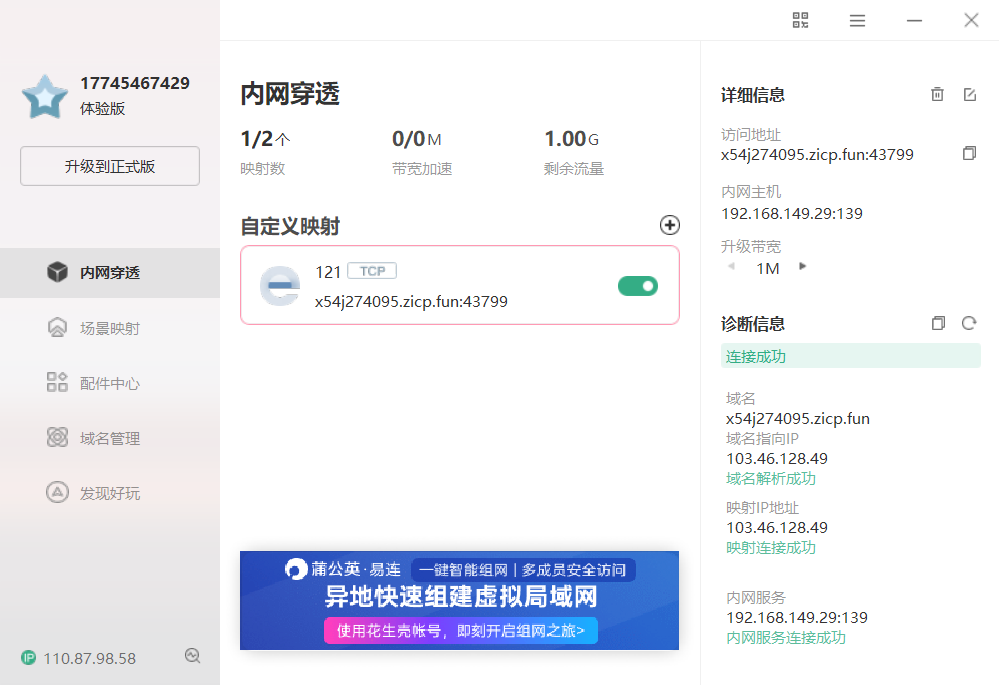 17745467429
体验版
升级到正式版
内网穿透
场景映射
配件中心
域名管理
发现好玩
IP 110.87.98.58
内网穿透
1/2个 0/0M 1.00G
映射数 带宽加速 剩余流量
自定义映射
121 TCP
x54j274095.zicp.fun:43799
蒲公英·易连 一键智能组网 | 多成员安全访问
异地快速组建虚拟局域网
使用花生壳帐号，即刻开启组网之旅>
详细信息
访问地址
x54j274095.zicp.fun:43799
内网主机
192.168.149.29:139
升级带宽
1M
诊断信息
连接成功
域名
x54j274095.zicp.fun
域名指向IP
103.46.128.49
域名解析成功
映射IP地址
103.46.128.49
映射连接成功
内网服务
192.168.149.29:139
内网服务连接成功